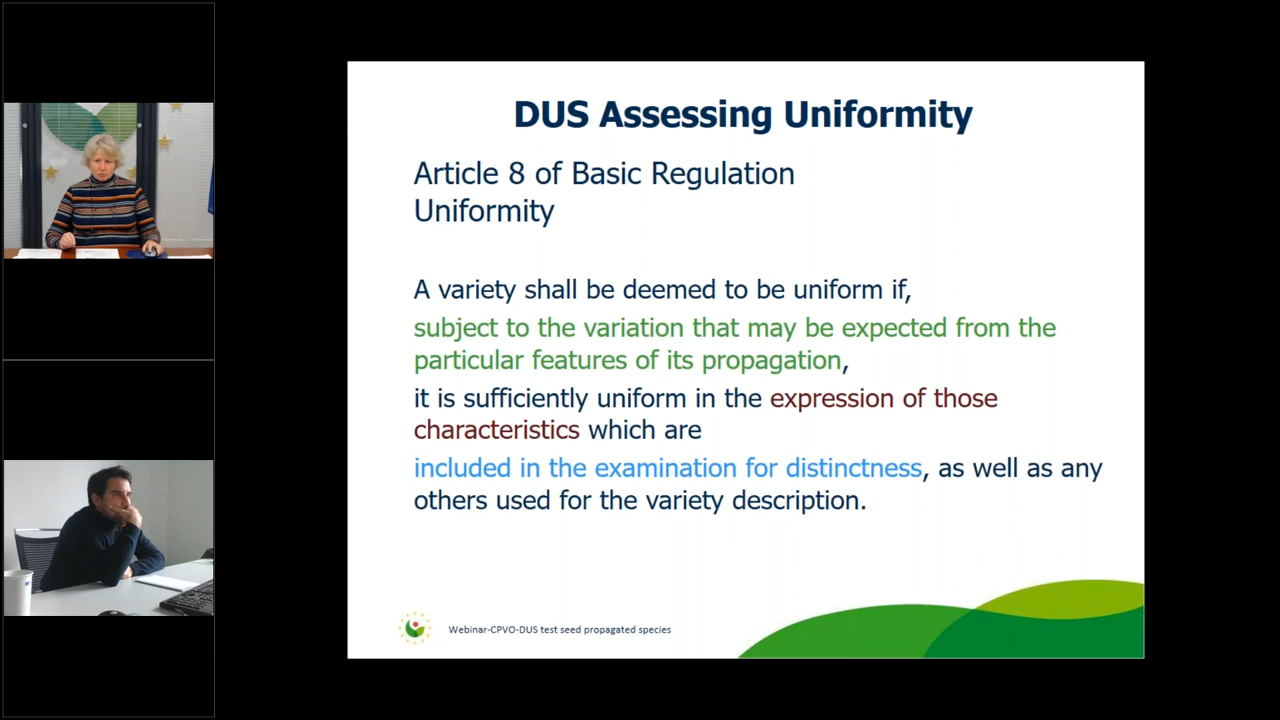 DUS Assessing Uniformity
Article 8 of Basic Regulation
Uniformity
A variety shall be deemed to be uniform if,
subject to the variation that may be expected from the
particular features of its propagation,
it is sufficiently uniform in the expression of those
characteristics which are
included in the examination for distinctness, as well as any
others used for the variety description.
Webinar-CPVO-DUS test seed propagated species